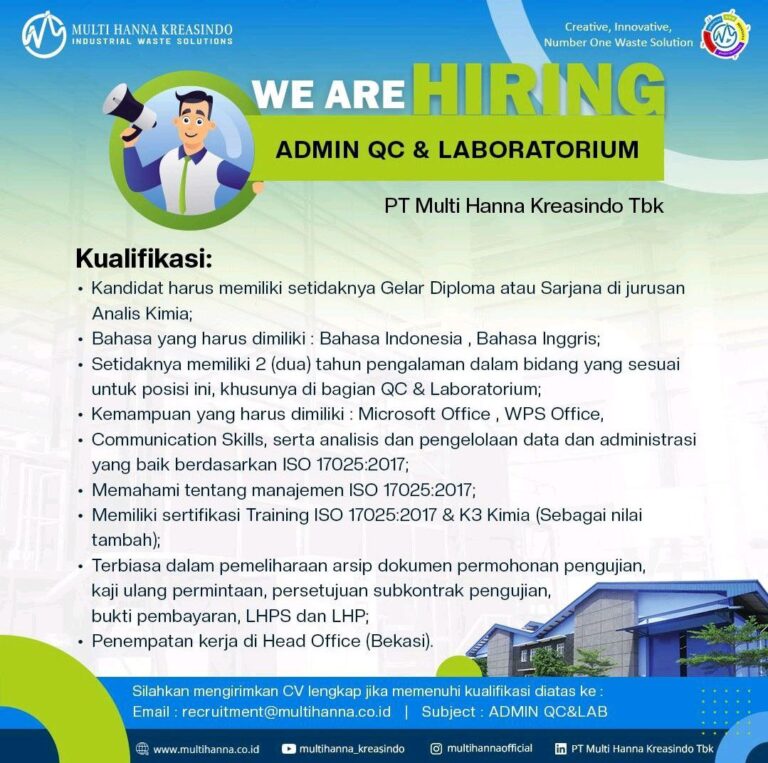 MULTI HANNA KREASINDO
INDUSTRIAL WASTE SOLUTIONS
Creative, Innovative,
Number One Waste Solution
WE ARE HIRING
ADMIN QC & LABORATORIUM
PT Multi Hanna Kreasindo Tbk
Kualifikasi:
• Kandidat harus memiliki setidaknya Gelar Diploma atau Sarjana di jurusan
Analis Kimia;
• Bahasa yang harus dimiliki : Bahasa Indonesia , Bahasa Inggris;
• Setidaknya memiliki 2 (dua) tahun pengalaman dalam bidang yang sesuai
untuk posisi ini, khusunya di bagian QC & Laboratorium;
• Kemampuan yang harus dimiliki : Microsoft Office , WPS Office,
• Communication Skills, serta analisis dan pengelolaan data dan administrasi
yang baik berdasarkan ISO 17025:2017;
• Memahami tentang manajemen ISO 17025:2017;
• Memiliki sertifikasi Training ISO 17025:2017 & K3 Kimia (Sebagai nilai
tambah);
• Terbiasa dalam pemeliharaan arsip dokumen permohonan pengujian,
kaji ulang permintaan, persetujuan subkontrak pengujian,
bukti pembayaran, LHPS dan LHP;
• Penempatan kerja di Head Office (Bekasi).
Silahkan mengirimkan CV lengkap jika memenuhi kualifikasi diatas ke :
Email : recruitment@multihanna.co.id | Subject : ADMIN QC&LAB
www.multihanna.co.id multihanna_kreasindo multihannaofficial PT Multi Hanna Kreasindo Tbk